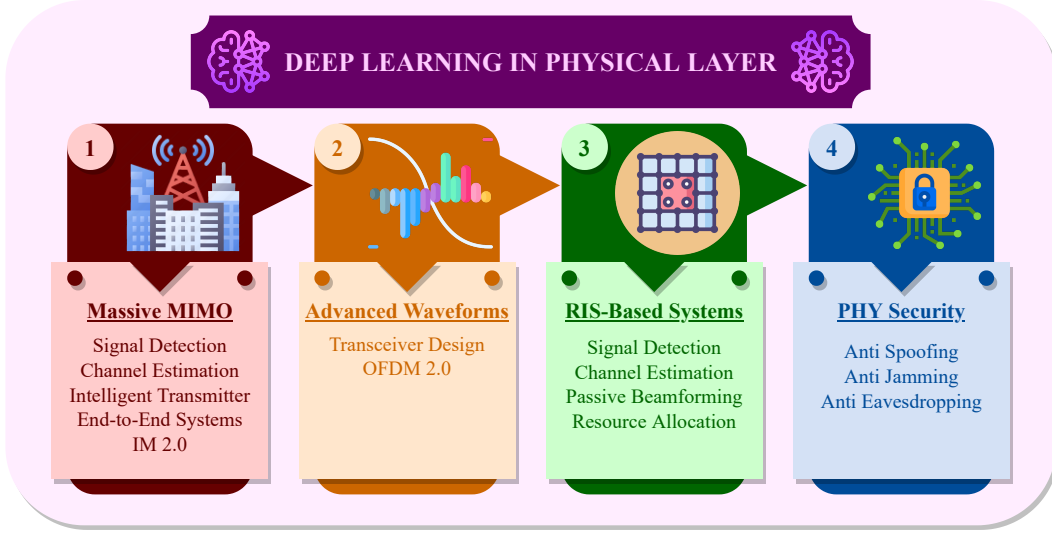 DEEP LEARNING IN PHYSICAL LAYER
1
Massive MIMO
Signal Detection
Channel Estimation
Intelligent Transmitter
End-to-End Systems
IM 2.0
2
Advanced Waveforms
Transceiver Design
OFDM 2.0
3
RIS-Based Systems
Signal Detection
Channel Estimation
Passive Beamforming
Resource Allocation
4
PHY Security
Anti Spoofing
Anti Jamming
Anti Eavesdropping